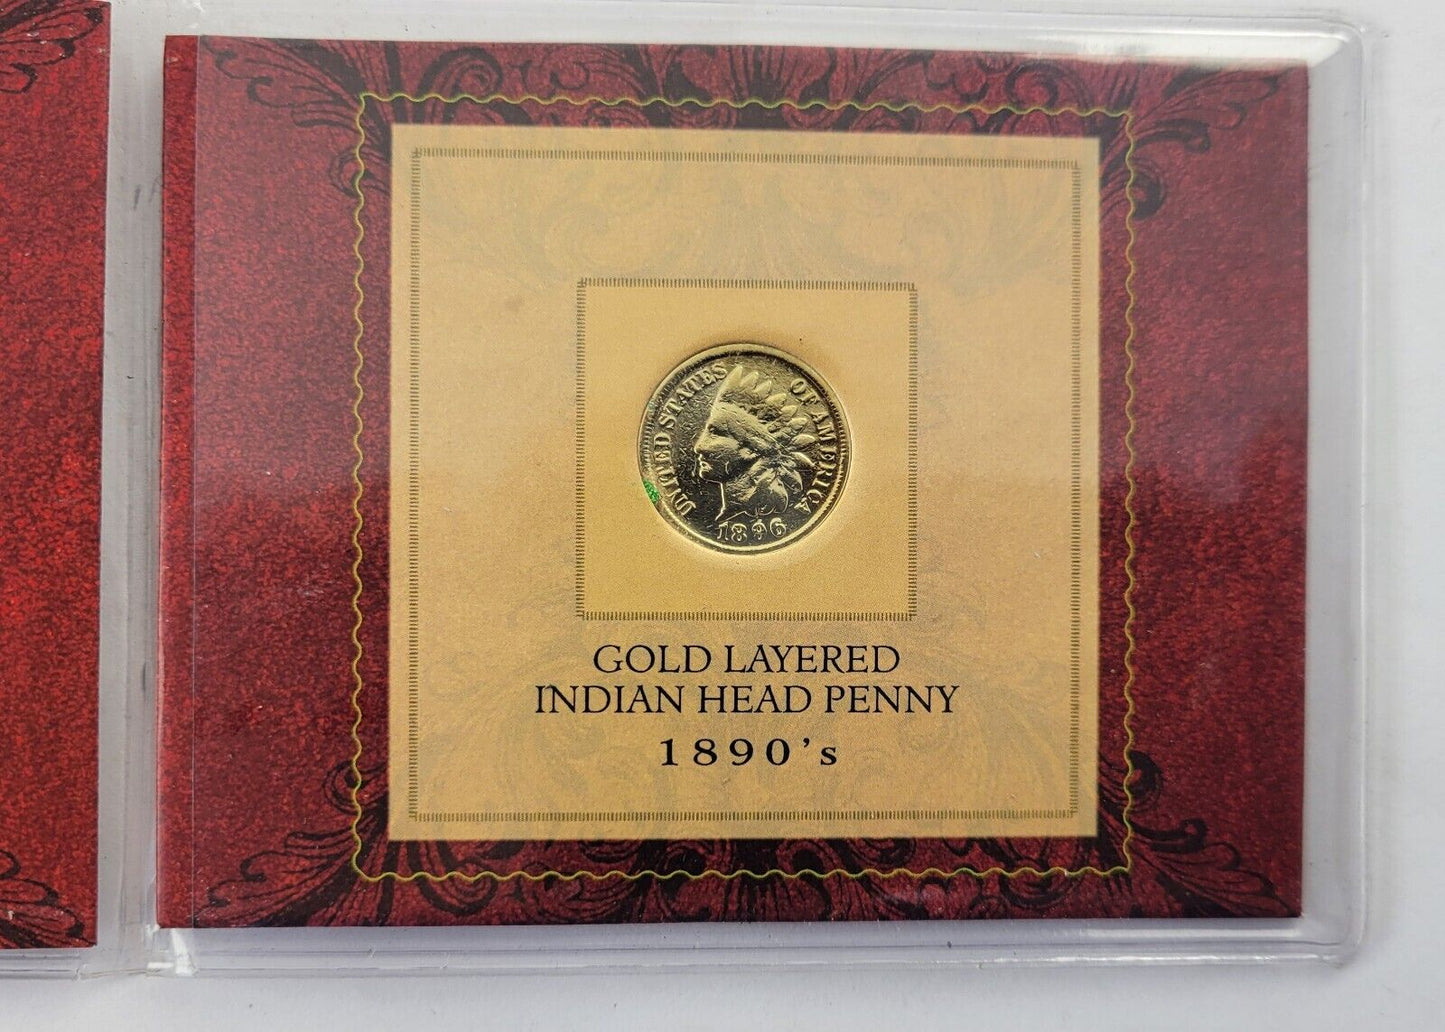 UNITED STATES OF AMERICA
1896
GOLD LAYERED
INDIAN HEAD PENNY
1890's